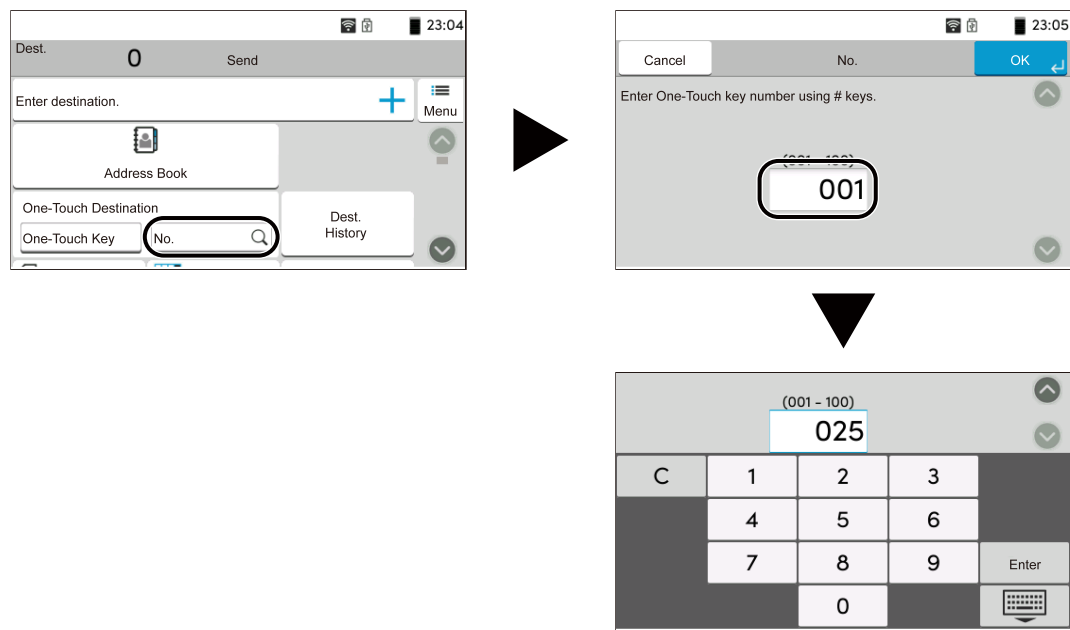 23:04
Dest.
0
Send
Enter destination.
Menu
Address Book
One-Touch Destination
One-Touch Key
No.
Dest.
History
23:05
Cancel
No.
OK
Enter One-Touch key number using # keys.
(001 - 100)
001
(001 - 100)
025
C 1 2 3
4 5 6
7 8 9 Enter
0